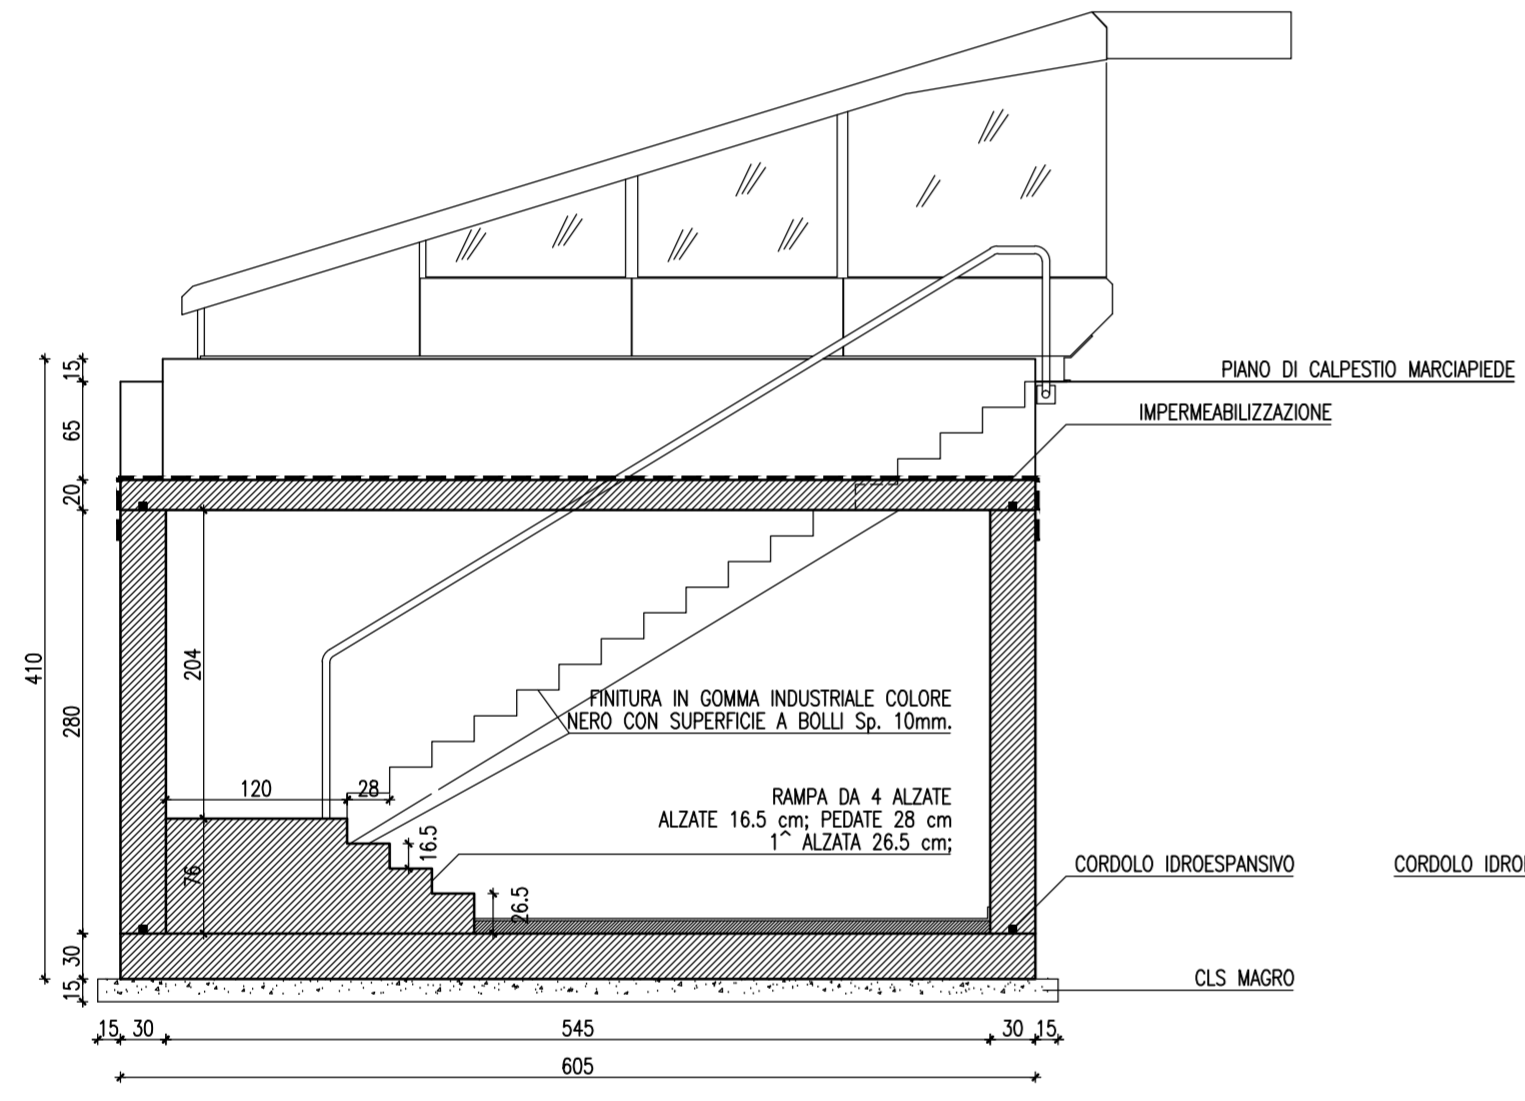 PIANO DI CALPESTIO MARCIAPIEDE
IMPERMEABILIZZAZIONE
15
65
20
410
280
204
FINITURA IN GOMMA INDUSTRIALE COLORE
NERO CON SUPERFICIE A BOLLI Sp. 10mm.
120
28
RAMPA DA 4 ALZATE
ALZATE 16.5 cm; PEDATE 28 cm
1^ ALZATA 26.5 cm;
16.5
76
26.5
CORDOLO IDROESPANSIVO
CORDOLO
30
15
CLS MAGRO
15 30 545 30 15
605